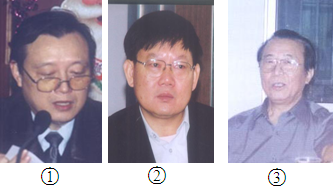 ① ② ③